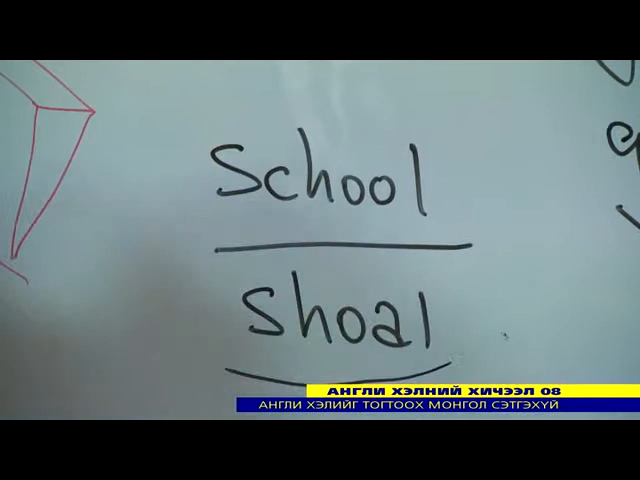 School
Shoal
АНГЛИ ХЭЛНИЙ ХИЧЭЭЛ 08
АНГЛИ ХЭЛИЙГ ТОГТООХ МОНГОЛ СЭТГЭХҮЙ